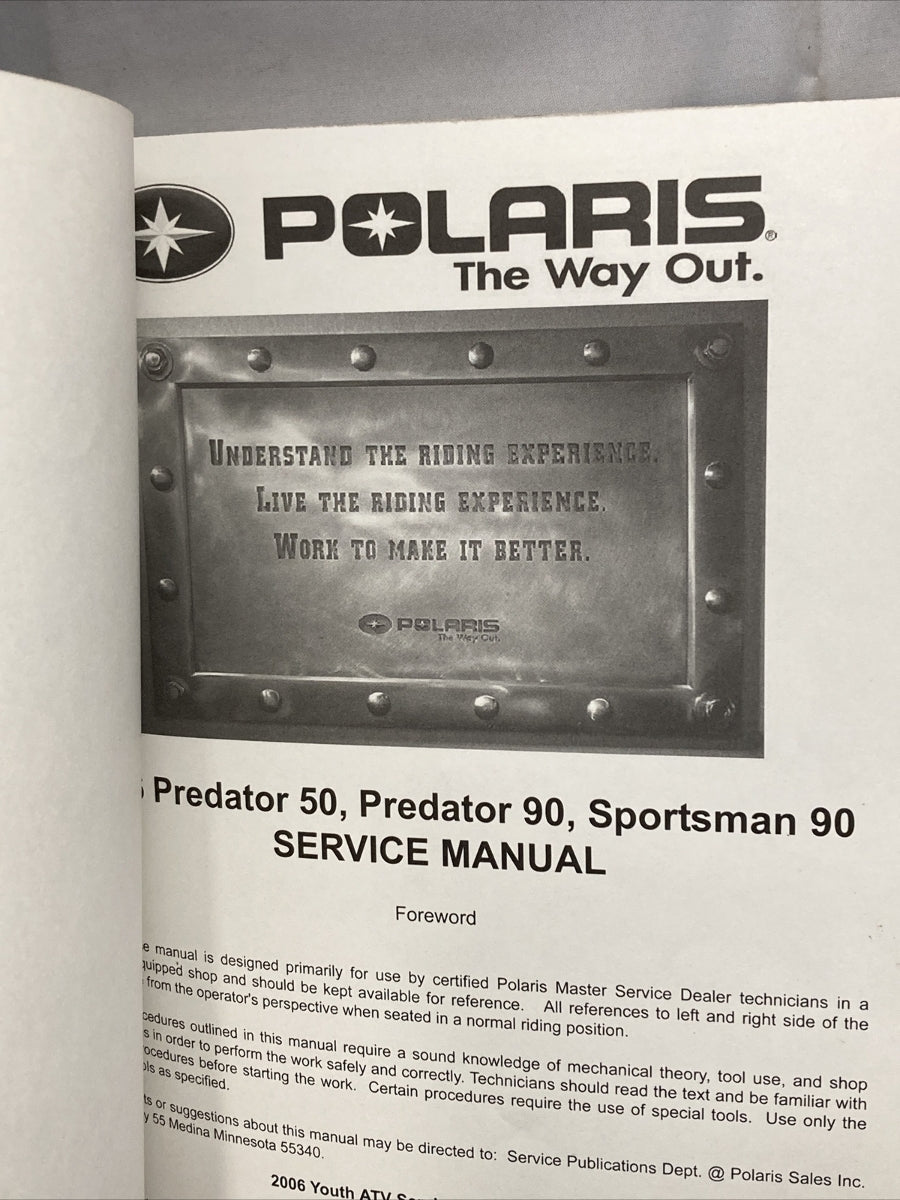 POLARIS®
The Way Out.
UNDERSTAND THE RIDING EXPERIENCE.
LIVE THE RIDING EXPERIENCE.
WORK TO MAKE IT BETTER.
POLARIS
The Way Out.
Predator 50, Predator 90, Sportsman 90
SERVICE MANUAL
Foreword
manual is designed primarily for use by certified Polaris Master Service Dealer technicians in a
shop and should be kept available for reference. All references to left and right side of the
from the operator's perspective when seated in a normal riding position.
outlined in this manual require a sound knowledge of mechanical theory, tool use, and shop
in order to perform the work safely and correctly. Technicians should read the text and be familiar with
before starting the work. Certain procedures require the use of special tools. Use only the
as specified.
or suggestions about this manual may be directed to: Service Publications Dept. @ Polaris Sales Inc.
55 Medina Minnesota 55340.
2006 Youth ATV